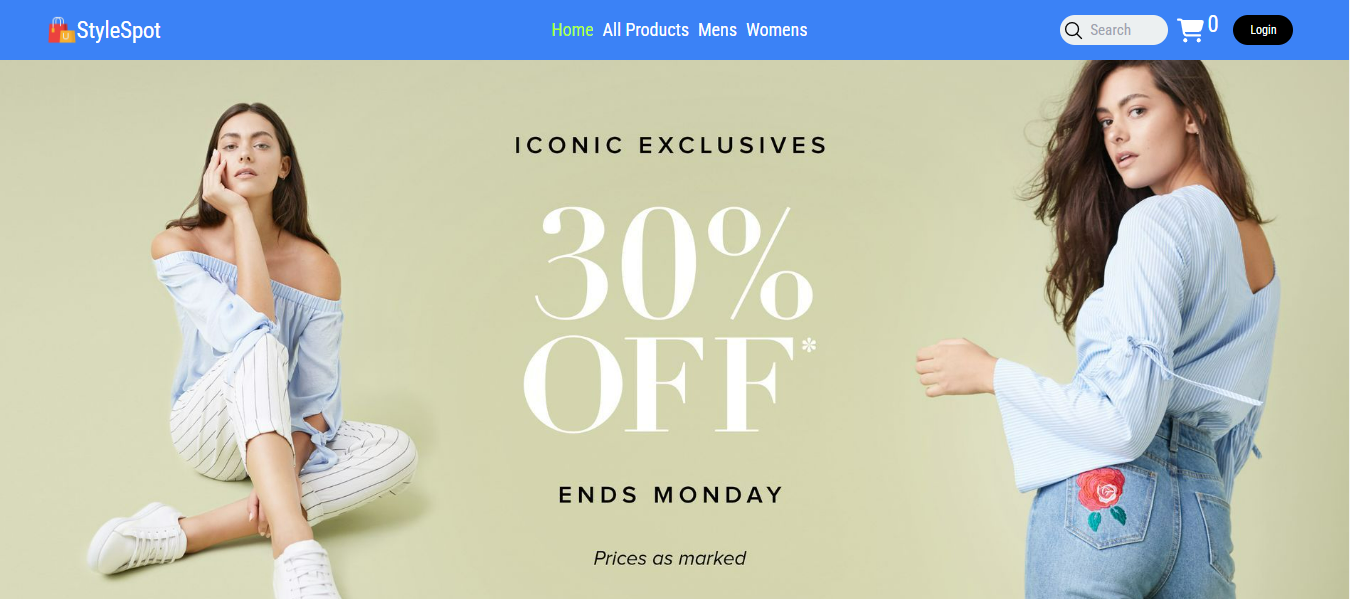 StyleSpot
Home All Products Mens Womens
Search
0
Login
ICONIC EXCLUSIVES
30%
OFF*
ENDS MONDAY
Prices as marked